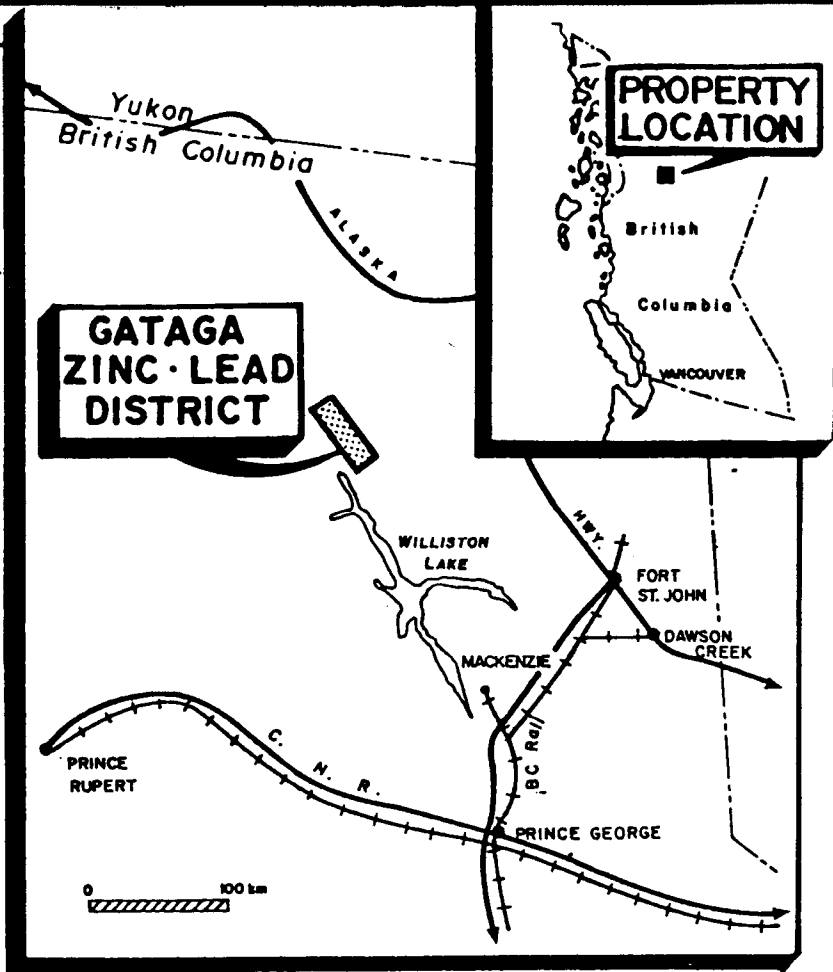 Yukon
British Columbia
ALASKA
PROPERTY
LOCATION
British
Columbia
VANCOUVER
GATAGA
ZINC · LEAD
DISTRICT
WILLISTON
LAKE
HWY.
FORT
ST. JOHN
DAWSON
CREEK
MACKENZIE
BC Rail
C. N. R.
PRINCE
RUPERT
PRINCE GEORGE
0 100 km